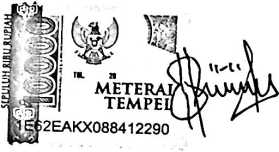 SEPULUH RIBU RUPIAH
10000
TGL. 20
METERAI
TEMPEL
1E62EAKX088412290